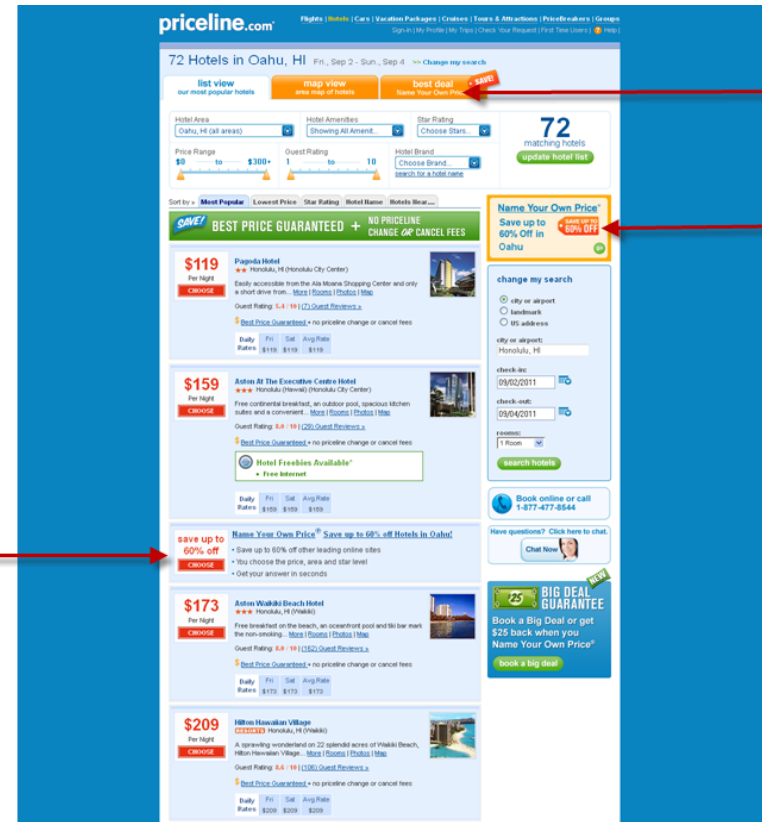 priceline.com
Flights | Hotels | Cars | Vacation Packages | Cruises | Tours & Attractions | PriceBreakers | Groups
Sign-in | My Profile | My Trips | Check Your Request | First Time Users | Help |
72 Hotels in Oahu, HI Fri., Sep 2 - Sun., Sep 4 >> Change my search
list view
our most popular hotels
map view
area map of hotels
best deal
Name Your Own Price
SAVE!
Hotel Area
Oahu, HI (all areas)
Hotel Amenities
Showing All Amenit...
Star Rating
Choose Stars...
Price Range
$0 to $300+
Guest Rating
1 to 10
Hotel Brand
Choose Brand...
search for a hotel name
72
matching hotels
update hotel list
Sort by » Most Popular Lowest Price Star Rating Hotel Name Hotels Near....
SAVE! BEST PRICE GUARANTEED + NO PRICELINE
CHANGE OR CANCEL FEES
$119
Per Night
CHOOSE
Pagoda Hotel
Honolulu, HI (Honolulu City Center)
Easily accessible from the Ala Moana Shopping Center and only
a short drive from... More | Rooms | Photos | Map
Guest Rating: 5.4 / 10 | (7) Guest Reviews »
$ Best Price Guaranteed + no priceline change or cancel fees
Daily Fri Sat Avg Rate
Rates $119 $119 $119
$159
Per Night
CHOOSE
Aston At The Executive Centre Hotel
Honolulu (Hawaii) (Honolulu City Center)
Free continental breakfast, an outdoor pool, spacious kitchen
suites and a convenient... More | Rooms | Photos | Map
Guest Rating: 8.0 / 10 | (28) Guest Reviews »
$ Best Price Guaranteed + no priceline change or cancel fees
Hotel Freebies Available*
• Free Internet
Daily Fri Sat Avg Rate
Rates $159 $159 $159
save up to
60% off
CHOOSE
Name Your Own Price® Save up to 60% off Hotels in Oahu!
• Save up to 60% off other leading online sites
• You choose the price, area and star level
• Get your answer in seconds
$173
Per Night
CHOOSE
Aston Waikiki Beach Hotel
Honolulu, HI (Waikiki)
Free breakfast on the beach, an oceanfront pool and tiki bar mark
the non-smoking... More | Rooms | Photos | Map
Guest Rating: 8.0 / 10 | (162) Guest Reviews »
$ Best Price Guaranteed + no priceline change or cancel fees
Daily Fri Sat Avg Rate
Rates $173 $173 $173
$209
Per Night
CHOOSE
Hilton Hawaiian Village
RESORTS Honolulu, HI (Waikiki)
A sprawling wonderland on 22 splendid acres of Waikiki Beach,
Hilton Hawaiian Village... More | Rooms | Photos | Map
Guest Rating: 8.6 / 10 | (106) Guest Reviews »
$ Best Price Guaranteed + no priceline change or cancel fees
Daily Fri Sat Avg Rate
Rates $209 $209 $209
Name Your Own Price®
Save up to
60% Off in
Oahu
SAVE UP TO
60% OFF
go
change my search
city or airport
landmark
US address
city or airport:
Honolulu, HI
check-in:
09/02/2011
check-out:
09/04/2011
rooms:
1 Room
search hotels
Book online or call
1-877-477-8544
Have questions? Click here to chat.
Chat Now
NEW
25
BIG DEAL
GUARANTEE
Book a Big Deal or get
$25 back when you
Name Your Own Price®
book a big deal